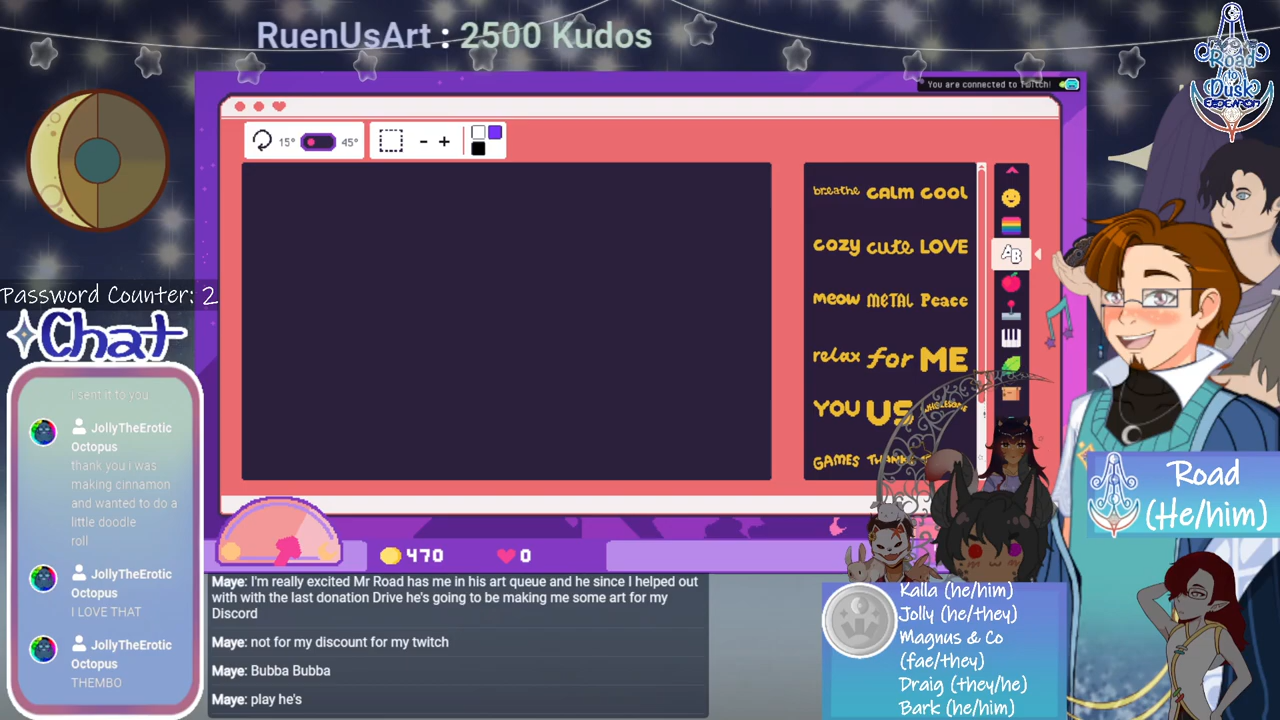 RuenUsArt : 2500 Kudos
Road
to
Dusk
You are connected to Twitch!
15° 45°
- +
breathe CALM COOL
cozy cute LOVE
meow METAL Peace
relax for ME
YOU US WHOLESOME
GAMES
AB
Password Counter: 2
Chat
I sent it to you
JollyTheErotic
Octopus
thank you i was
making cinnamon
and wanted to do a
little doodle
roll
JollyTheErotic
Octopus
I LOVE THAT
JollyTheErotic
Octopus
THEMBO
470
0
Maye: I'm really excited Mr Road has me in his art queue and he since I helped out
with with the last donation Drive he's going to be making me some art for my
Discord
Maye: not for my discount for my twitch
Maye: Bubba Bubba
Maye: play he's
Road
(He/him)
Kalla (he/him)
Jolly (he/they)
Magnus & Co
(fae/they)
Draig (they/he)
Bark (he/him)